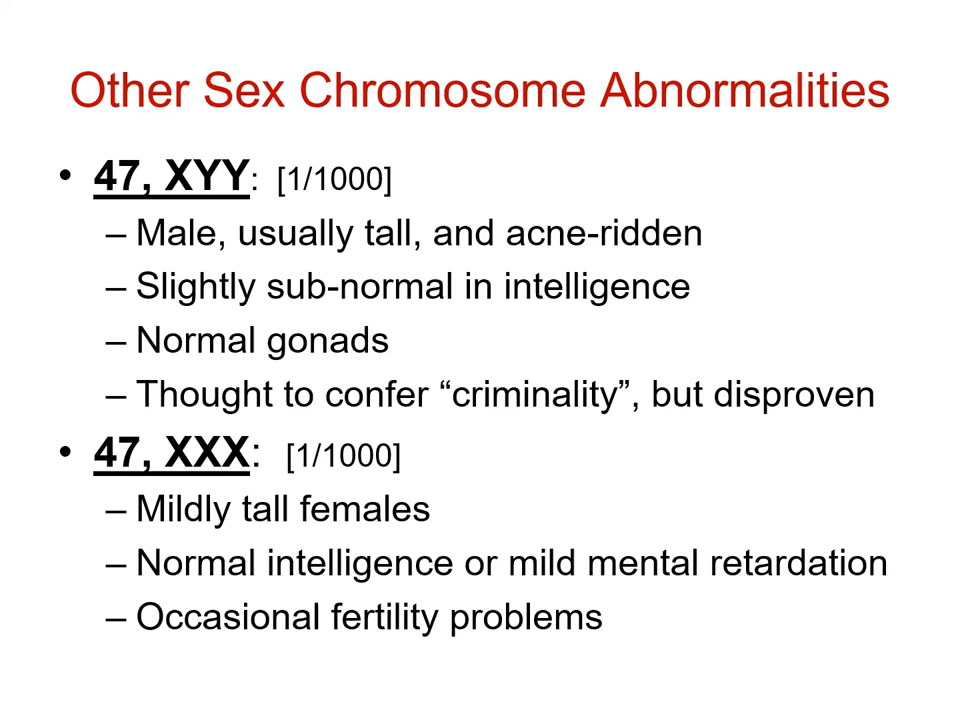 Other Sex Chromosome Abnormalities
• 47, XYY: [1/1000]
– Male, usually tall, and acne-ridden
– Slightly sub-normal in intelligence
– Normal gonads
– Thought to confer “criminality”, but disproven
• 47, XXX: [1/1000]
– Mildly tall females
– Normal intelligence or mild mental retardation
– Occasional fertility problems